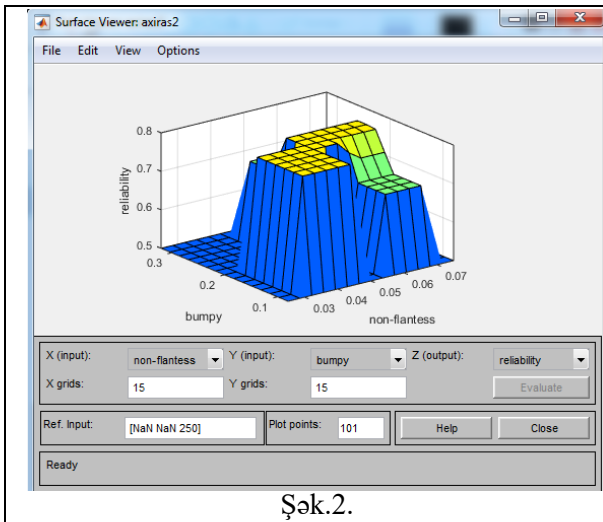 Surface Viewer: axiras2
File Edit View Options
0.8
0.7
0.6
0.5
reliability
0.3
0.2
0.1
bumpy
0.03
0.04
0.05
0.06
0.07
non-flantess
X (input): non-flantess Y (input): bumpy Z (output): reliability
X grids: 15 Y grids: 15 Evaluate
Ref. Input: [NaN NaN 250] Plot points: 101 Help Close
Ready
Şək.2.